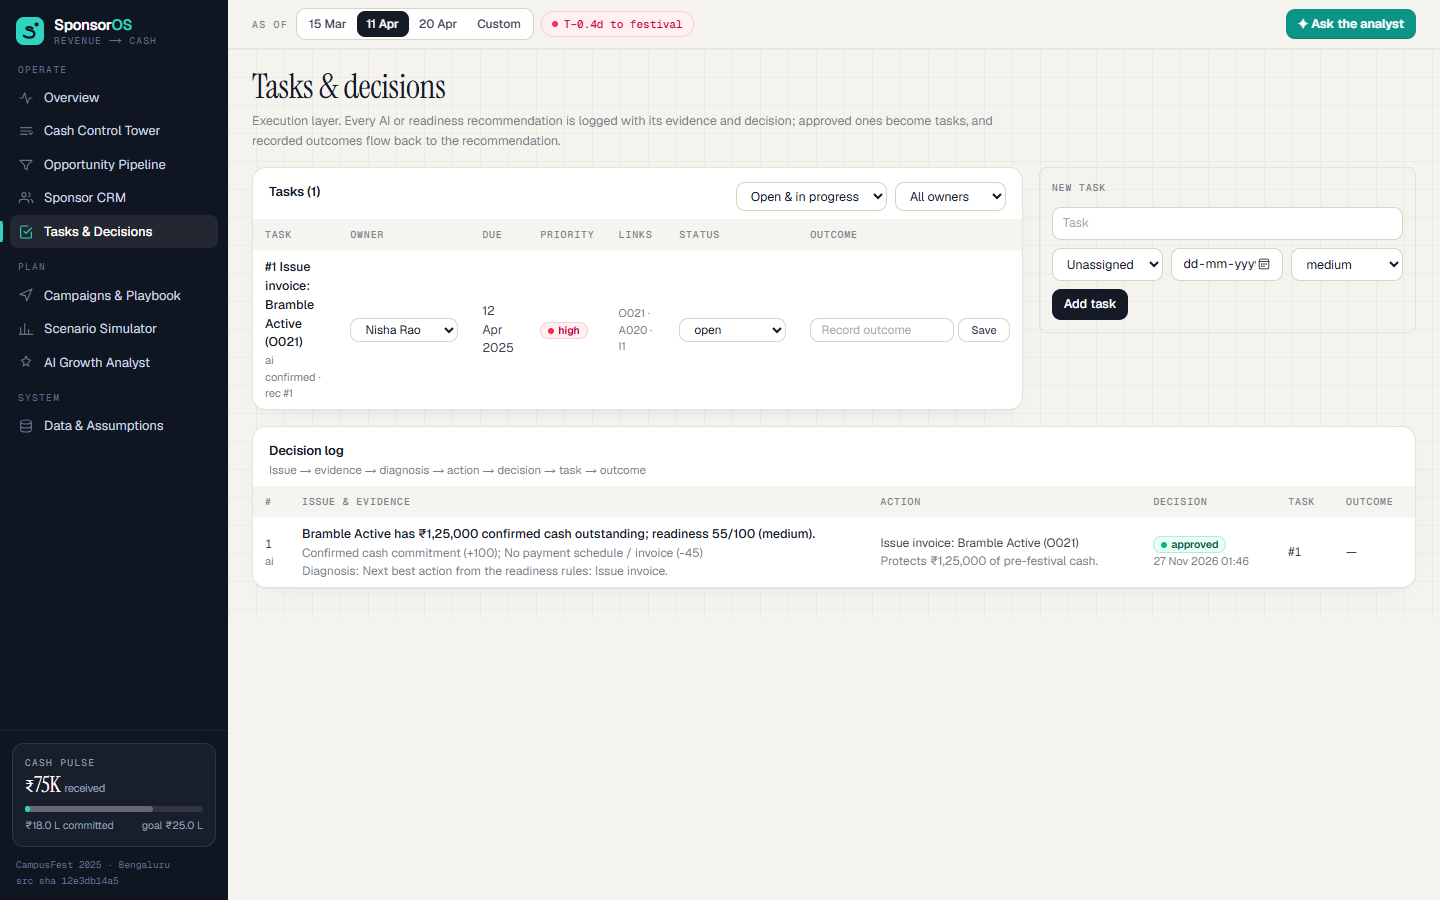 SponsorOS
REVENUE → CASH
OPERATE
Overview
Cash Control Tower
Opportunity Pipeline
Sponsor CRM
Tasks & Decisions
PLAN
Campaigns & Playbook
Scenario Simulator
AI Growth Analyst
SYSTEM
Data & Assumptions
CASH PULSE
₹75K received
₹18.0 L committed goal ₹25.0 L
CampusFest 2025 · Bengaluru
src sha 12e3db14a5
AS OF 15 Mar 11 Apr 20 Apr Custom T−0.4d to festival
✦ Ask the analyst
Tasks & decisions
Execution layer. Every AI or readiness recommendation is logged with its evidence and decision; approved ones become tasks, and
recorded outcomes flow back to the recommendation.
Tasks (1) Open & in progress All owners
TASK OWNER DUE PRIORITY LINKS STATUS OUTCOME
#1 Issue
invoice:
Bramble
Active
(O021)
ai
confirmed ·
rec #1
Nisha Rao
12
Apr
2025
high
O021 ·
A020 ·
I1
open
Record outcome Save
NEW TASK
Task
Unassigned dd-mm-yyy medium
Add task
Decision log
Issue → evidence → diagnosis → action → decision → task → outcome
# ISSUE & EVIDENCE ACTION DECISION TASK OUTCOME
1
ai
Bramble Active has ₹1,25,000 confirmed cash outstanding; readiness 55/100 (medium).
Confirmed cash commitment (+100); No payment schedule / invoice (-45)
Diagnosis: Next best action from the readiness rules: Issue invoice.
Issue invoice: Bramble Active (O021)
Protects ₹1,25,000 of pre-festival cash.
approved
27 Nov 2026 01:46
#1
—